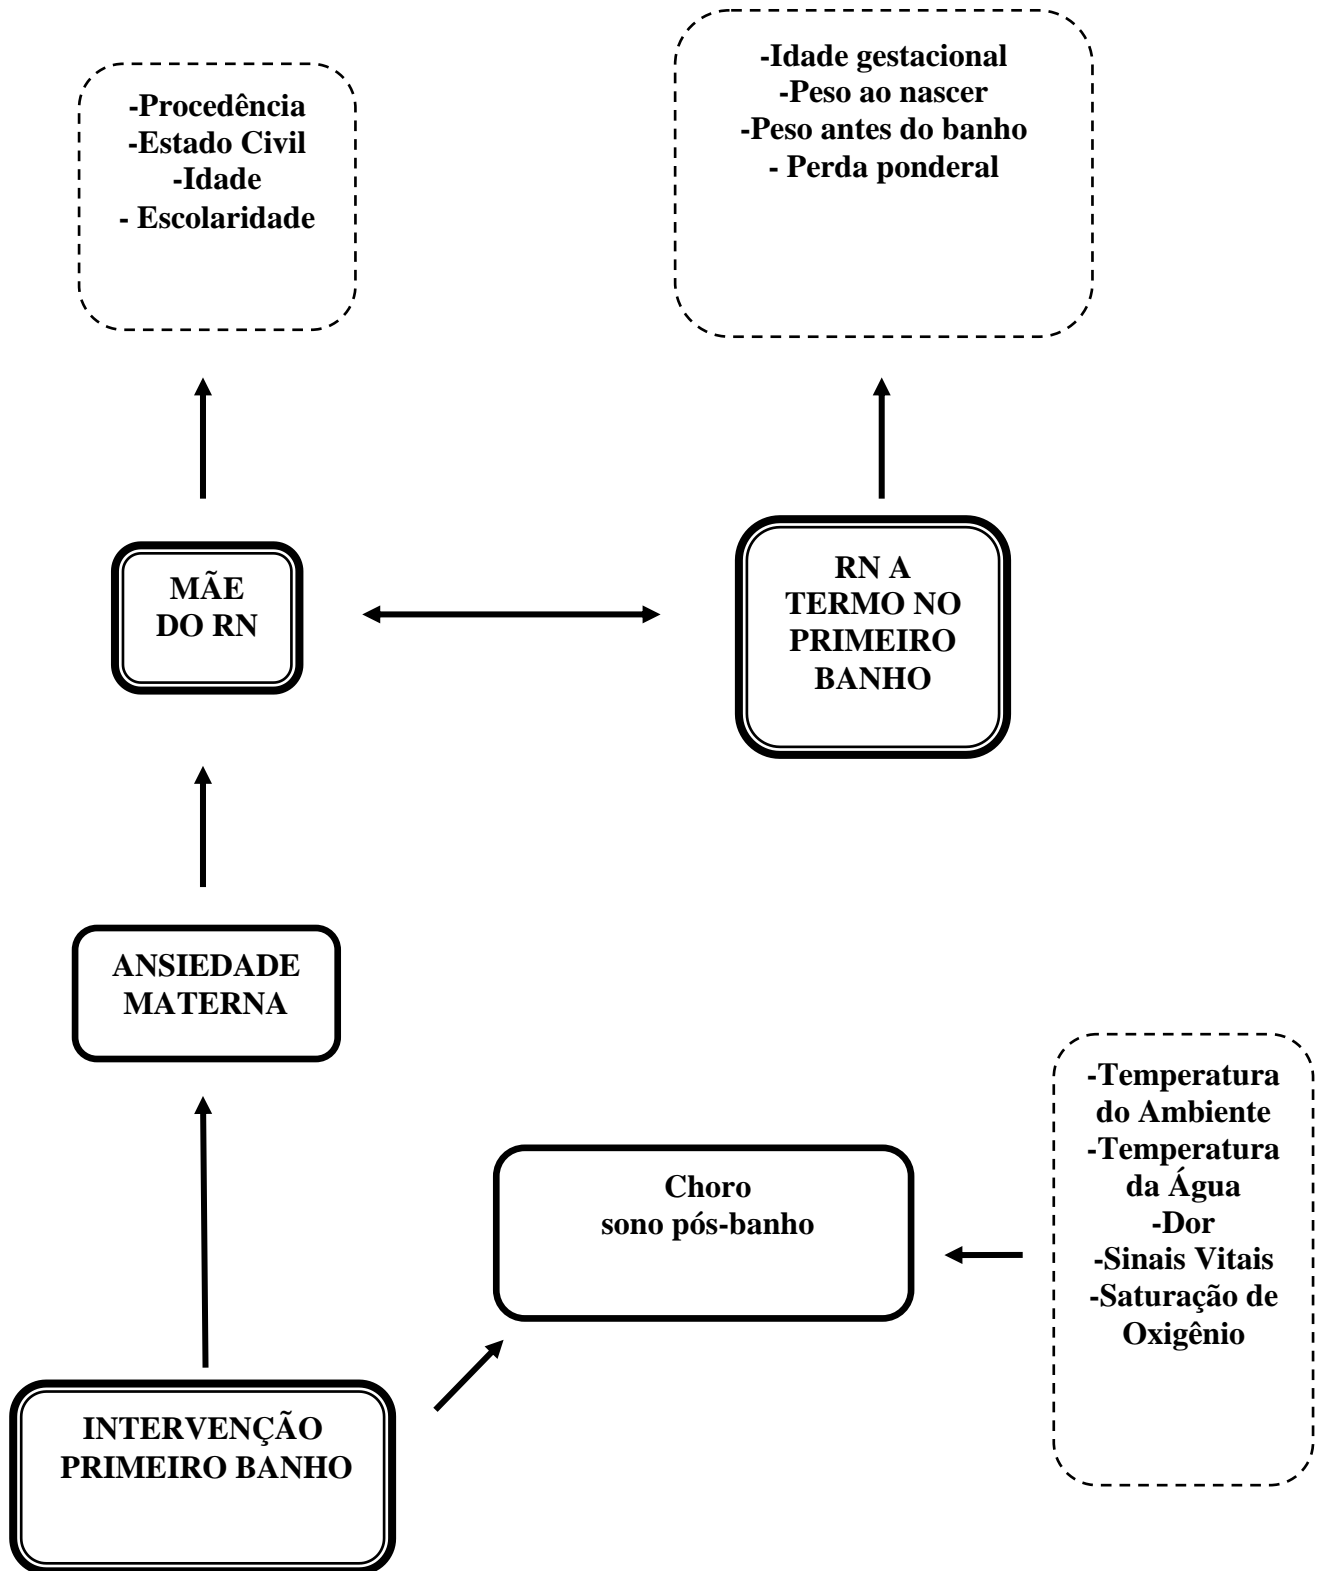 -Procedência
-Estado Civil
-Idade
- Escolaridade
-Idade gestacional
-Peso ao nascer
-Peso antes do banho
- Perda ponderal
MÃE
DO RN
RN A
TERMO NO
PRIMEIRO
BANHO
ANSIEDADE
MATERNA
Choro
sono pós-banho
-Temperatura
do Ambiente
-Temperatura
da Água
-Dor
-Sinais Vitais
-Saturação de
Oxigênio
INTERVENÇÃO
PRIMEIRO BANHO